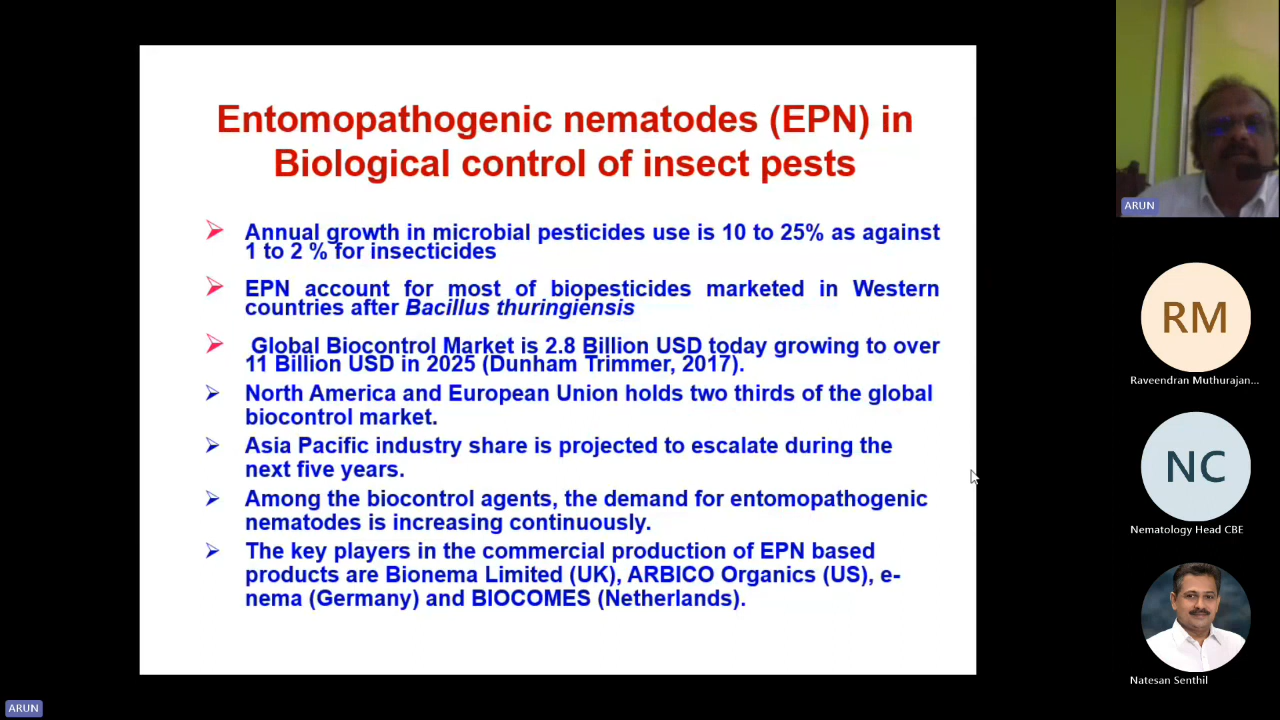 Entomopathogenic nematodes (EPN) in
Biological control of insect pests
Annual growth in microbial pesticides use is 10 to 25% as against
1 to 2 % for insecticides
EPN account for most of biopesticides marketed in Western
countries after Bacillus thuringiensis
Global Biocontrol Market is 2.8 Billion USD today growing to over
11 Billion USD in 2025 (Dunham Trimmer, 2017).
North America and European Union holds two thirds of the global
biocontrol market.
Asia Pacific industry share is projected to escalate during the
next five years.
Among the biocontrol agents, the demand for entomopathogenic
nematodes is increasing continuously.
The key players in the commercial production of EPN based
products are Bionema Limited (UK), ARBICO Organics (US), e-
nema (Germany) and BIOCOMES (Netherlands).
ARUN
RM
Raveendran Muthurajan...
NC
Nematology Head CBE
Natesan Senthil
ARUN